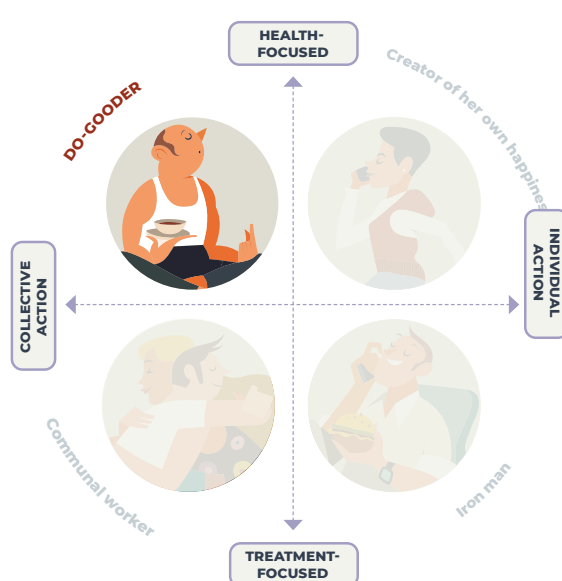 HEALTH-
FOCUSED
DO-GOODER
Creator of her own happines
COLLECTIVE
ACTION
INDIVIDUAL
ACTION
Communal worker
Iron man
TREATMENT-
FOCUSED